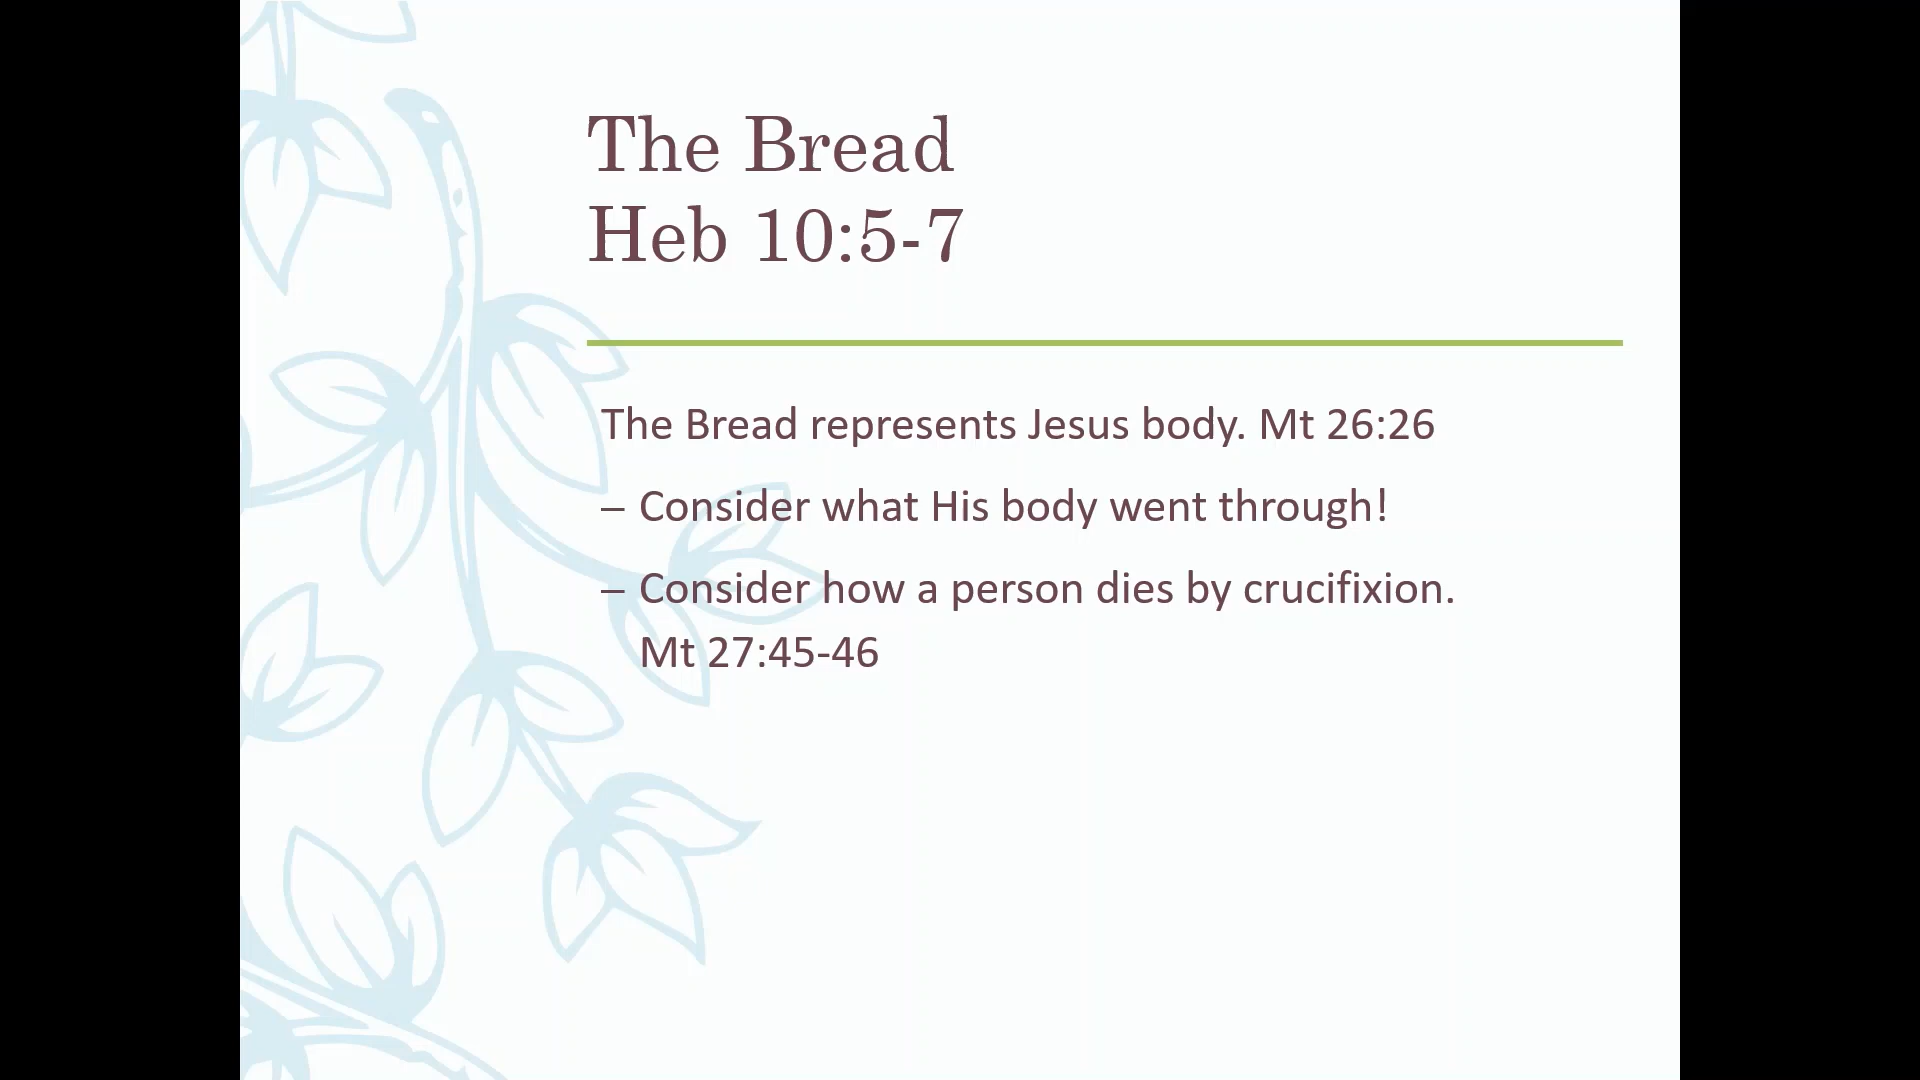 The Bread
Heb 10:5-7
The Bread represents Jesus body. Mt 26:26
– Consider what His body went through!
– Consider how a person dies by crucifixion.
Mt 27:45-46